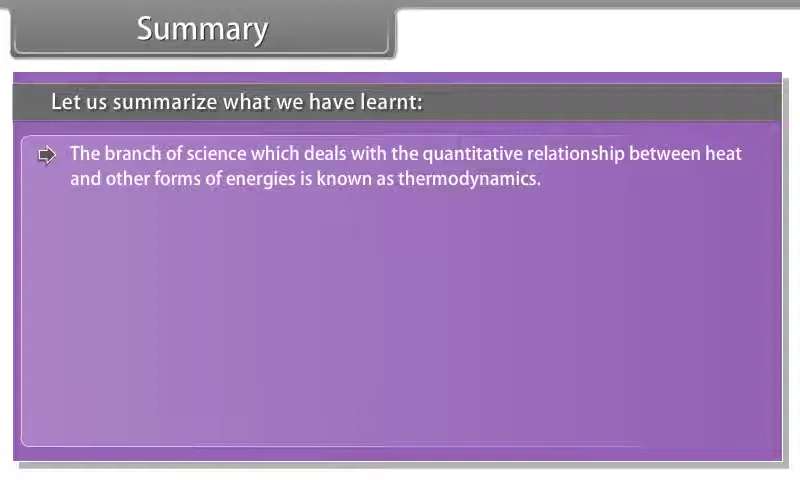 Summary
Let us summarize what we have learnt:
The branch of science which deals with the quantitative relationship between heat
and other forms of energies is known as thermodynamics.